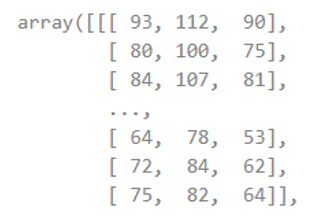 array([[[ 93, 112,  90],
        [ 80, 100,  75],
        [ 84, 107,  81],
        ...,
        [ 64,  78,  53],
        [ 72,  84,  62],
        [ 75,  82,  64]],